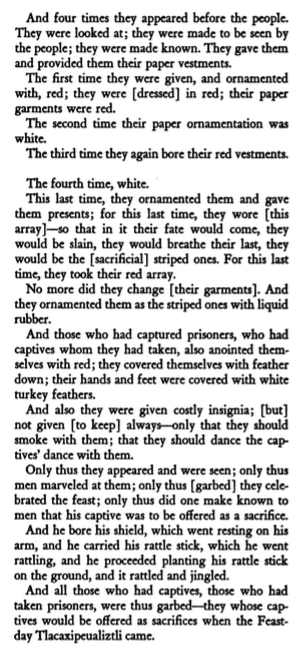 And four times they appeared before the people.
They were looked at; they were made to be seen by
the people; they were made known. They gave them
and provided them their paper vestments.
The first time they were given, and ornamented
with, red; they were [dressed] in red; their paper
garments were red.
The second time their paper ornamentation was
white.
The third time they again bore their red vestments.
The fourth time, white.
This last time, they ornamented them and gave
them presents; for this last time, they wore [this
array]—so that in it their fate would come, they
would be slain, they would breathe their last, they
would be the [sacrificial] striped ones. For this last
time, they took their red array.
No more did they change [their garments]. And
they ornamented them as the striped ones with liquid
rubber.
And those who had captured prisoners, who had
captives whom they had taken, also anointed them-
selves with red; they covered themselves with feather
down; their hands and feet were covered with white
turkey feathers.
And also they were given costly insignia; [but]
not given [to keep] always—only that they should
smoke with them; that they should dance the cap-
tives' dance with them.
Only thus they appeared and were seen; only thus
men marveled at them; only thus [garbed] they cele-
brated the feast; only thus did one make known to
men that his captive was to be offered as a sacrifice.
And he bore his shield, which went resting on his
arm, and he carried his rattle stick, which he went
rattling, and he proceeded planting his rattle stick
on the ground, and it rattled and jingled.
And all those who had captives, those who had
taken prisoners, were thus garbed—they whose cap-
tives would be offered as sacrifices when the Feast-
day Tlacaxipeualiztli came.